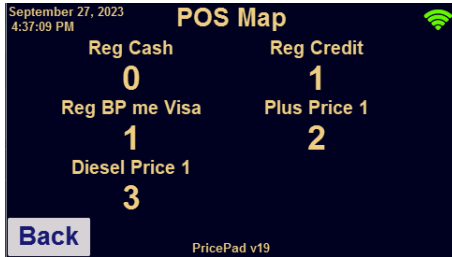 September 27, 2023
4:37:09 PM
POS Map
Reg Cash
Reg Credit
0
1
Reg BP me Visa
Plus Price 1
1
2
Diesel Price 1
3
Back
PricePad v19